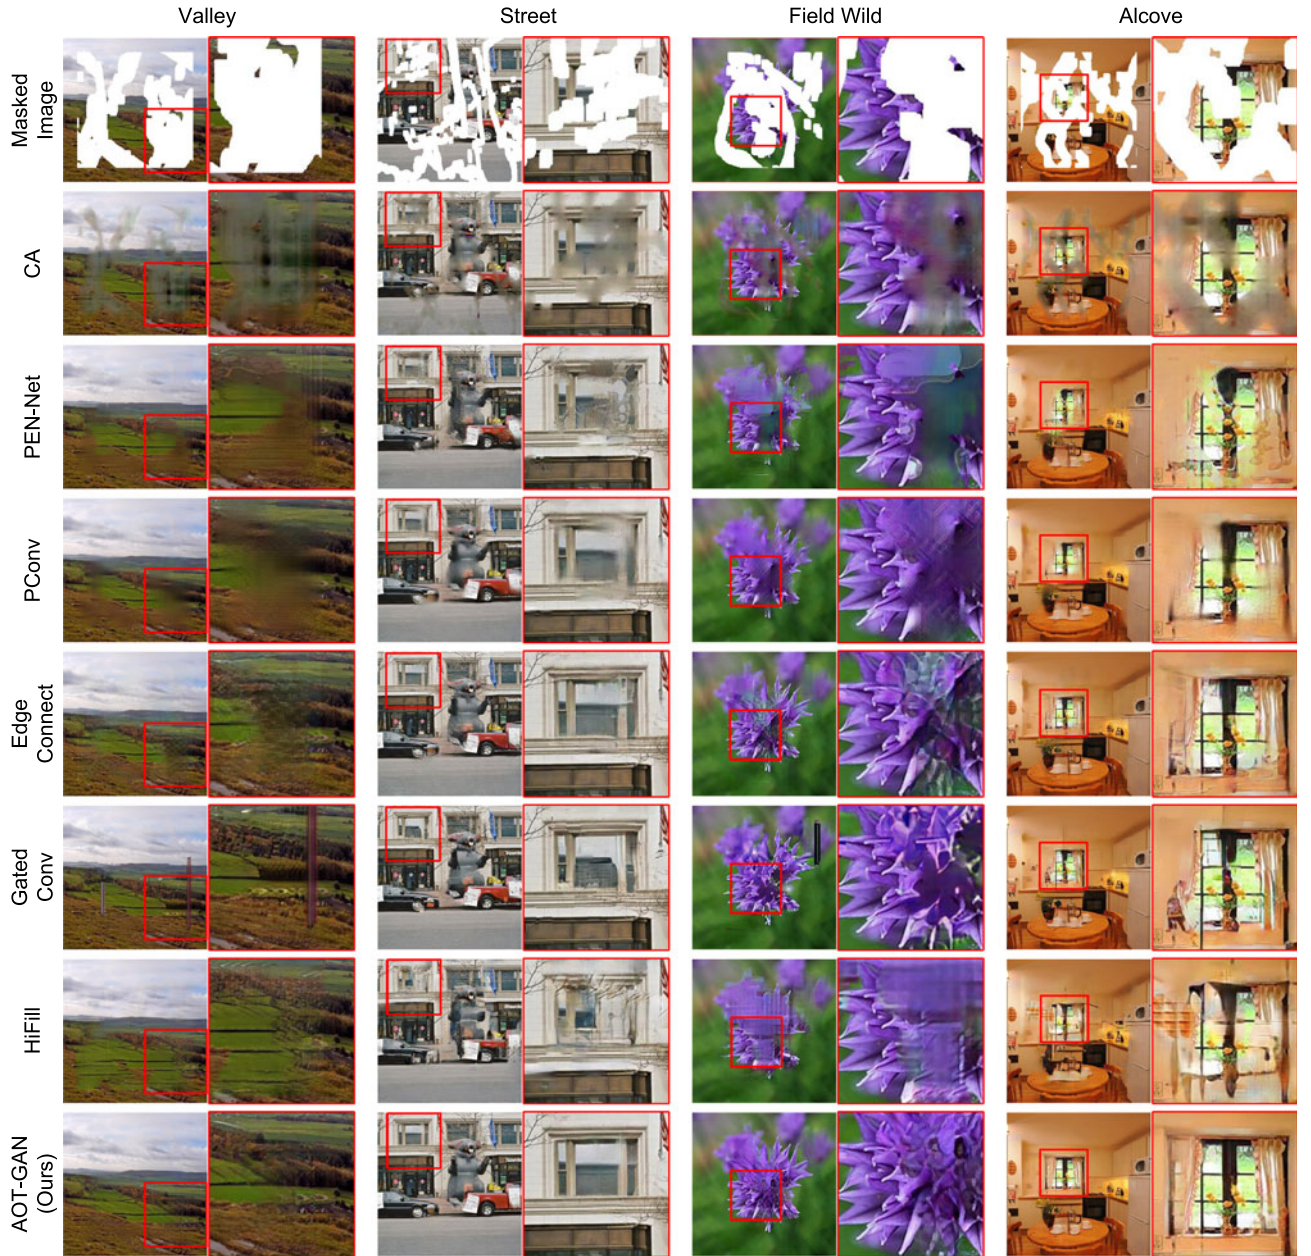 Valley Street Field Wild Alcove
Masked
Image
CA
PEN-Net
PConv
Edge
Connect
Gated
Conv
HiFill
AOT-GAN
(Ours)